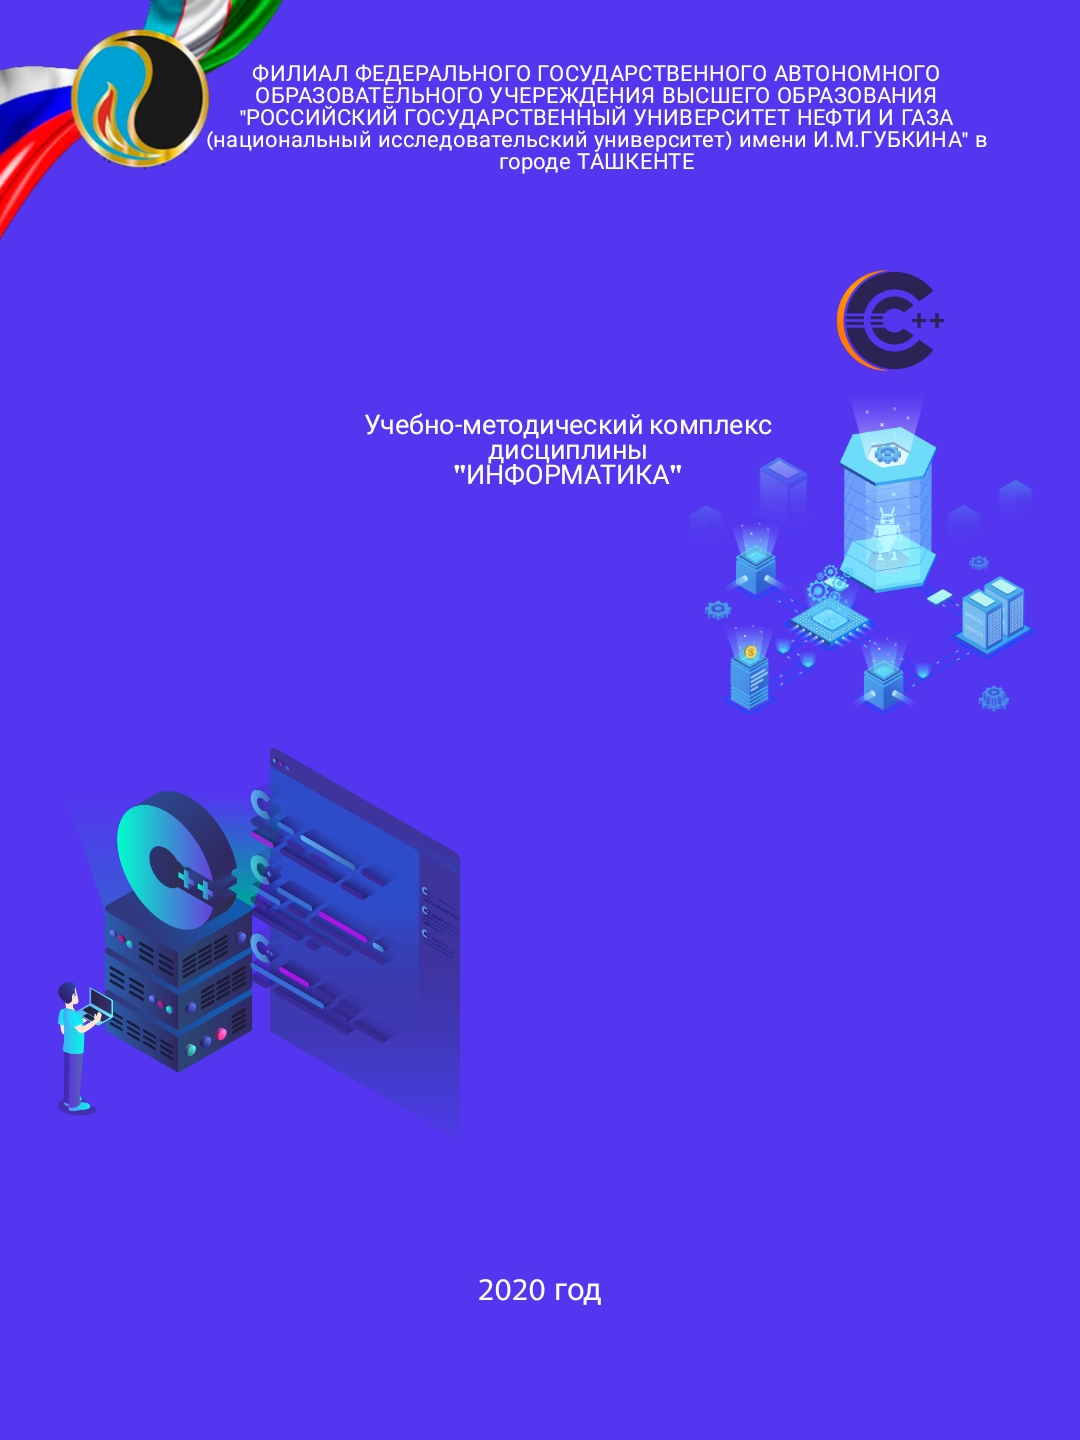 ФИЛИАЛ ФЕДЕРАЛЬНОГО ГОСУДАРСТВЕННОГО АВТОНОМНОГО
ОБРАЗОВАТЕЛЬНОГО УЧЕРЕЖДЕНИЯ ВЫСШЕГО ОБРАЗОВАНИЯ
"РОССИЙСКИЙ ГОСУДАРСТВЕННЫЙ УНИВЕРСИТЕТ НЕФТИ И ГАЗА
(национальный исследовательский университет) имени И.М.ГУБКИНА" в
городе ТАШКЕНТЕ
C++
Учебно-методический комплекс
дисциплины
"ИНФОРМАТИКА"
C++
2020 год